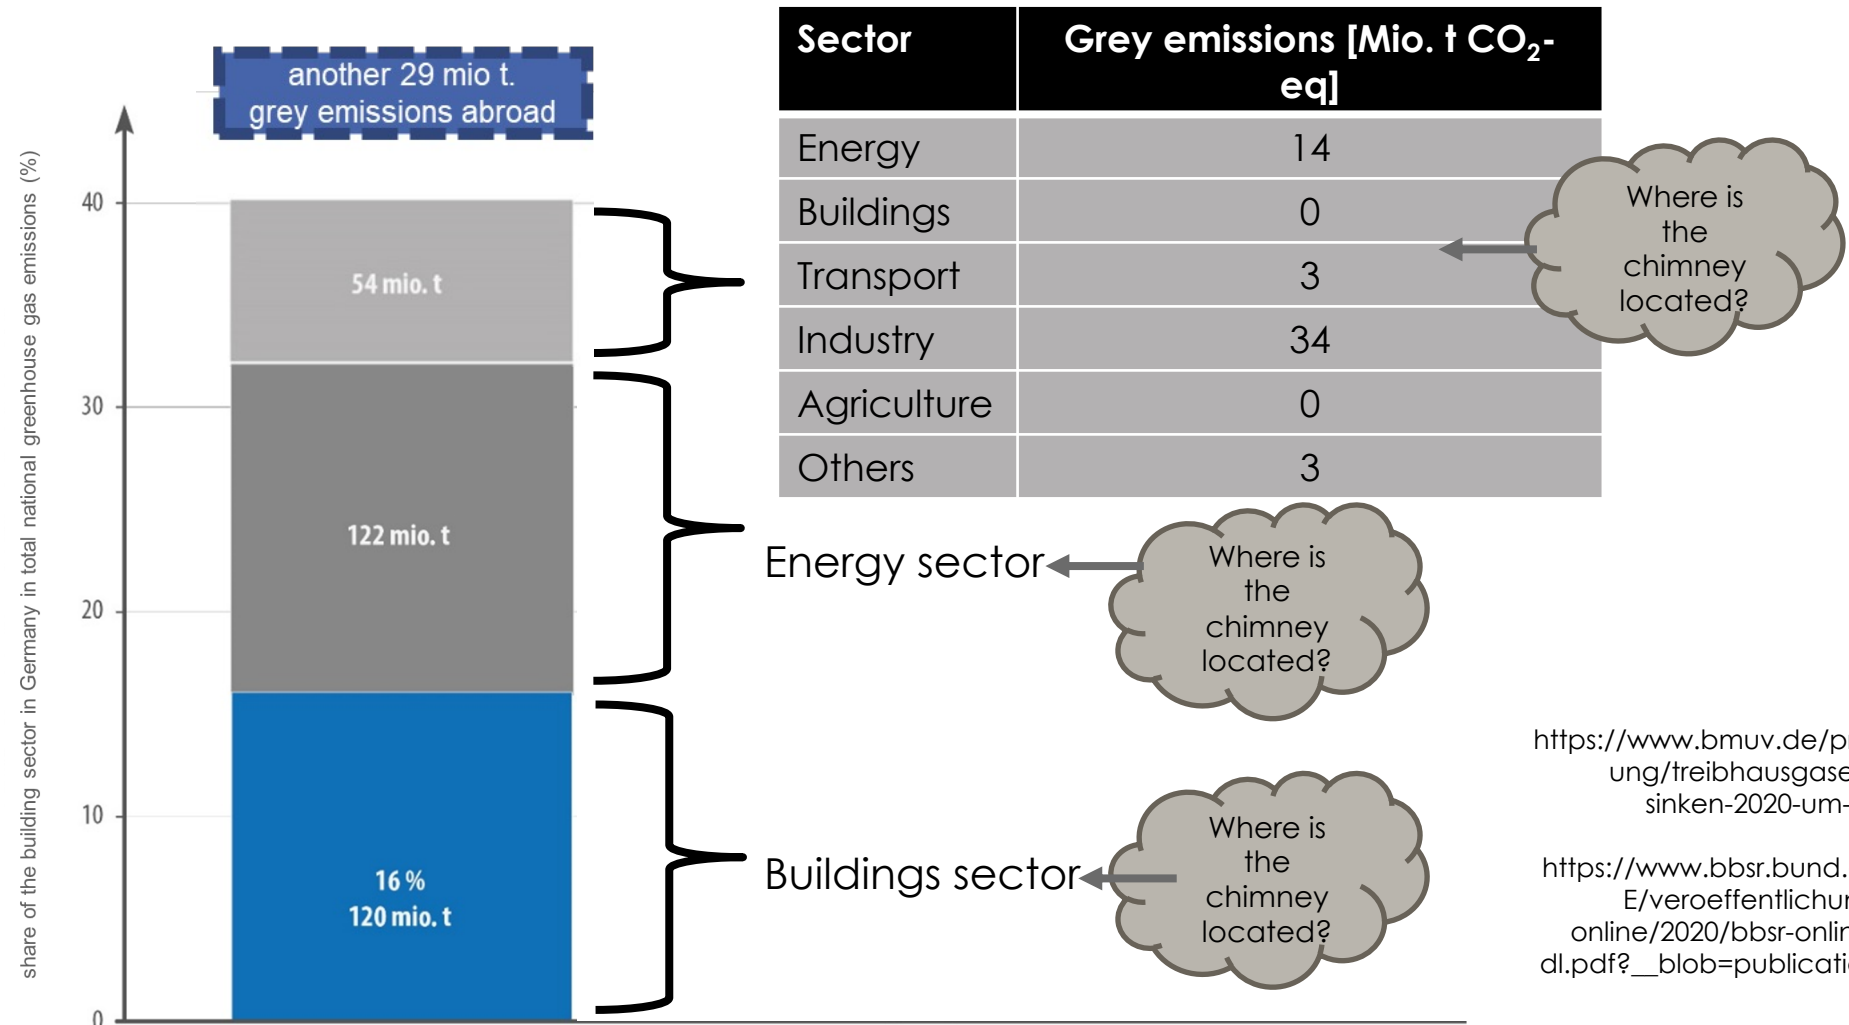 another 29 mio t.
grey emissions abroad
share of the building sector in Germany in total national greenhouse gas emissions (%)
40
30
20
10
0
54 mio. t
122 mio. t
16 %
120 mio. t
Sector Grey emissions [Mio. t CO₂-
eq]
Energy 14
Buildings 0
Transport 3
Industry 34
Agriculture 0
Others 3
Where is
the
chimney
located?
Energy sector
Where is
the
chimney
located?
Buildings sector
Where is
the
chimney
located?
https://www.bmuv.de/p
ung/treibhausgase
sinken-2020-um-
https://www.bbsr.bund.
E/veroeffentlichu
online/2020/bbsr-onli
dl.pdf?__blob=publicati